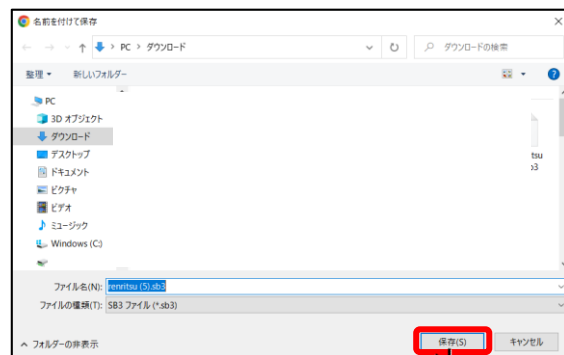 名前を付けて保存
PC > ダウンロード
ダウンロードの検索
整理 新しいフォルダー
PC
3D オブジェクト
ダウンロード
デスクトップ
ドキュメント
ピクチャ
ビデオ
ミュージック
Windows (C:)
tsu
b3
ファイル名(N): renritsu (5).sb3
ファイルの種類(T): SB3 ファイル (*.sb3)
フォルダーの非表示
保存(S) キャンセル